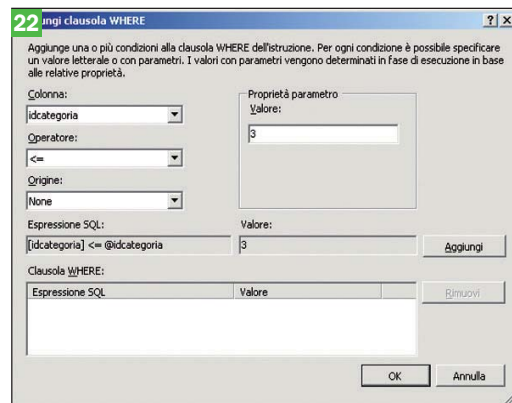 22
ungi clausola WHERE
Aggiunge una o più condizioni alla clausola WHERE dell'istruzione. Per ogni condizione è possibile specificare
un valore letterale o con parametri. I valori con parametri vengono determinati in fase di esecuzione in base
alle relative proprietà.
Colonna:
idcategoria
Operatore:
<=
Origine:
None
Proprietà parametro
Valore:
3
Espressione SQL:
[idcategoria] <= @idcategoria
Valore:
3
Aggiungi
Clausola WHERE:
Espressione SQL Valore
Rimuovi
OK Annulla